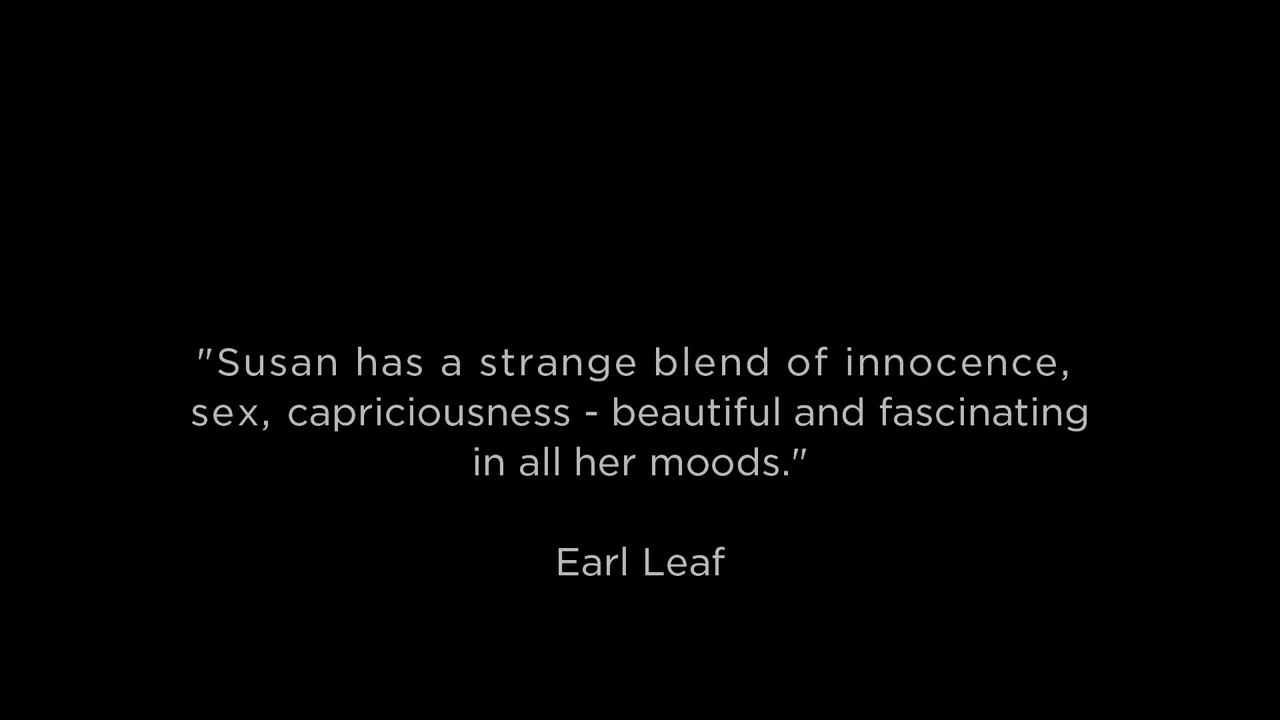 "Susan has a strange blend of innocence,
sex, capriciousness - beautiful and fascinating
in all her moods."
Earl Leaf